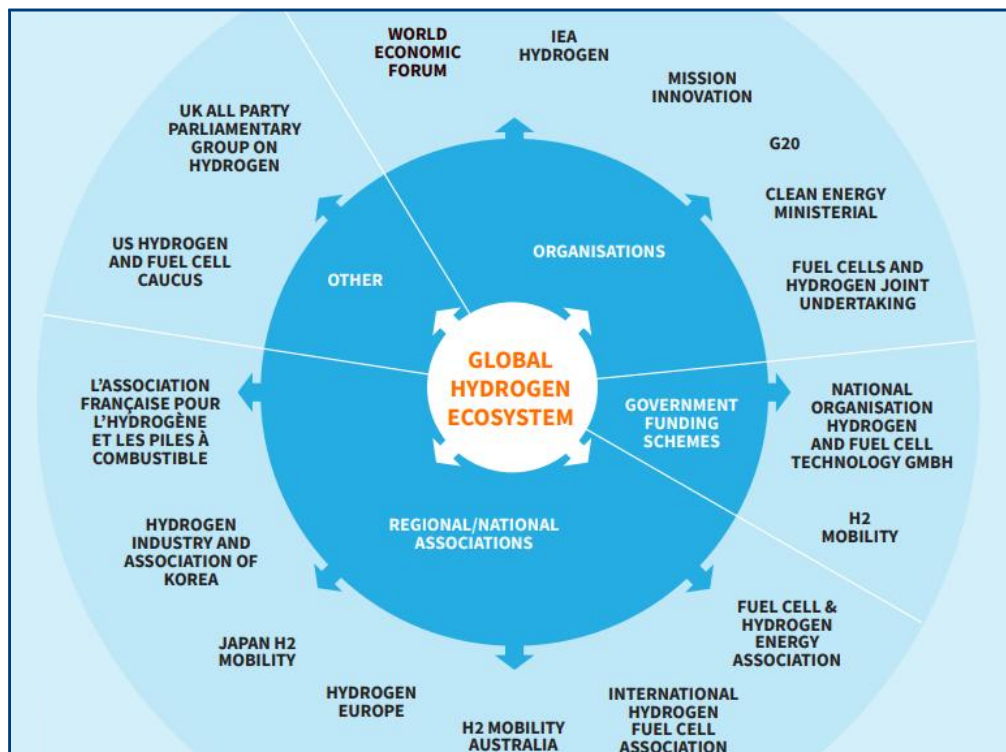 WORLD
ECONOMIC
FORUM
IEA
HYDROGEN
MISSION
INNOVATION
G20
CLEAN ENERGY
MINISTERIAL
FUEL CELLS AND
HYDROGEN JOINT
UNDERTAKING
UK ALL PARTY
PARLIAMENTARY
GROUP ON
HYDROGEN
US HYDROGEN
AND FUEL CELL
CAUCUS
OTHER
ORGANISATIONS
GLOBAL
HYDROGEN
ECOSYSTEM
GOVERNMENT
FUNDING
SCHEMES
REGIONAL/NATIONAL
ASSOCIATIONS
NATIONAL
ORGANISATION
HYDROGEN
AND FUEL CELL
TECHNOLOGY GMBH
H2
MOBILITY
L'ASSOCIATION
FRANÇAISE POUR
L'HYDROGÈNE
ET LES PILES À
COMBUSTIBLE
HYDROGEN
INDUSTRY AND
ASSOCIATION OF
KOREA
JAPAN H2
MOBILITY
HYDROGEN
EUROPE
H2 MOBILITY
AUSTRALIA
INTERNATIONAL
HYDROGEN
FUEL CELL
ASSOCIATION
FUEL CELL &
HYDROGEN
ENERGY
ASSOCIATION